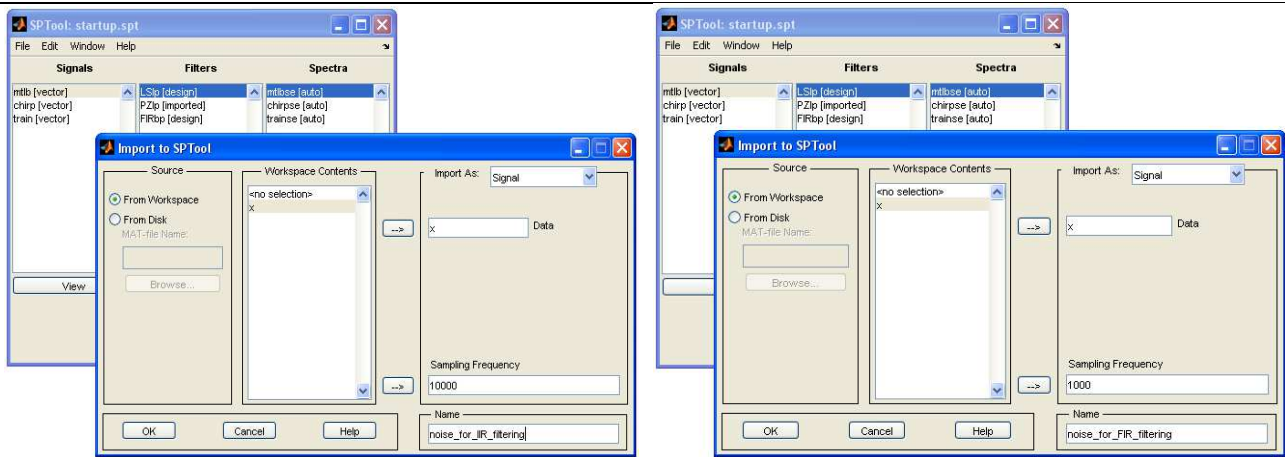 SPTool: startup.spt
File Edit Window Help
Signals Filters Spectra
mtlb [vector] LSlp [design] mtlbse [auto]
chirp [vector] PZlp [imported] chirpse [auto]
train [vector] FIRbp [design] trainse [auto]
View
Import to SPTool
Source Workspace Contents Import As: Signal
From Workspace <no selection>
From Disk x
MAT-file Name: --> x Data
Browse...
Sampling Frequency
--> 10000
Name
OK Cancel Help noise_for_IIR_filtering
SPTool: startup.spt
File Edit Window Help
Signals Filters Spectra
mtlb [vector] LSlp [design] mtlbse [auto]
chirp [vector] PZlp [imported] chirpse [auto]
train [vector] FIRbp [design] trainse [auto]
Import to SPTool
Source Workspace Contents Import As: Signal
From Workspace <no selection>
From Disk x
MAT-file Name: --> x Data
Browse...
Sampling Frequency
--> 1000
Name
OK Cancel Help noise_for_FIR_filtering